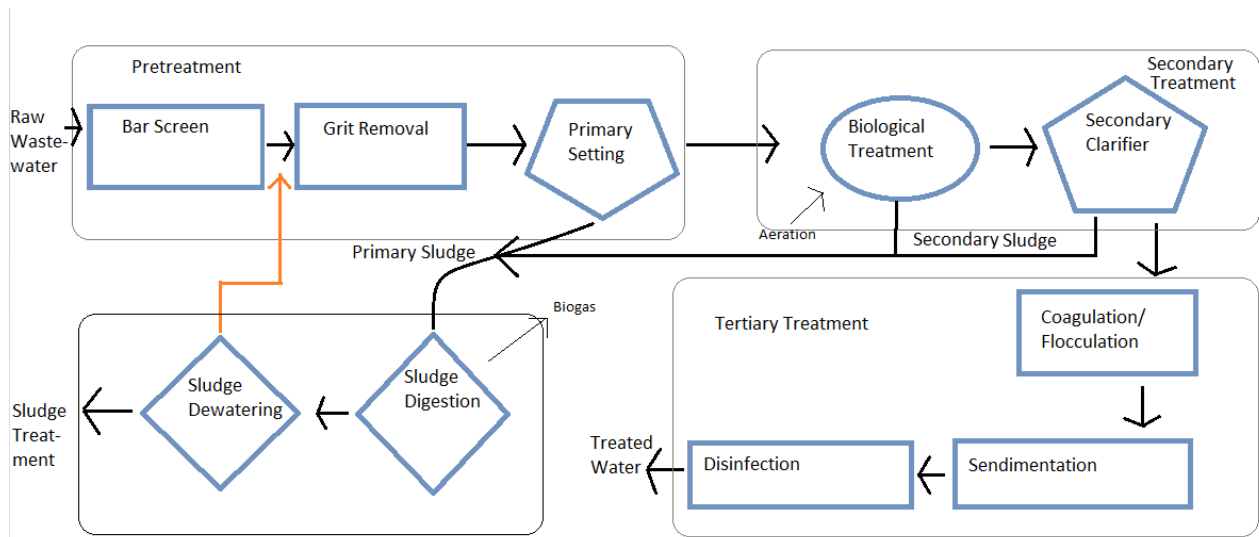 Pretreatment
Raw
Waste-
water
Bar Screen
Grit Removal
Primary
Setting
Secondary
Treatment
Biological
Treatment
Secondary
Clarifier
Aeration
Secondary Sludge
Primary Sludge
Biogas
Sludge
Digestion
Sludge
Dewatering
Sludge
Treat-
ment
Tertiary Treatment
Coagulation/
Flocculation
Sendimentation
Disinfection
Treated
Water